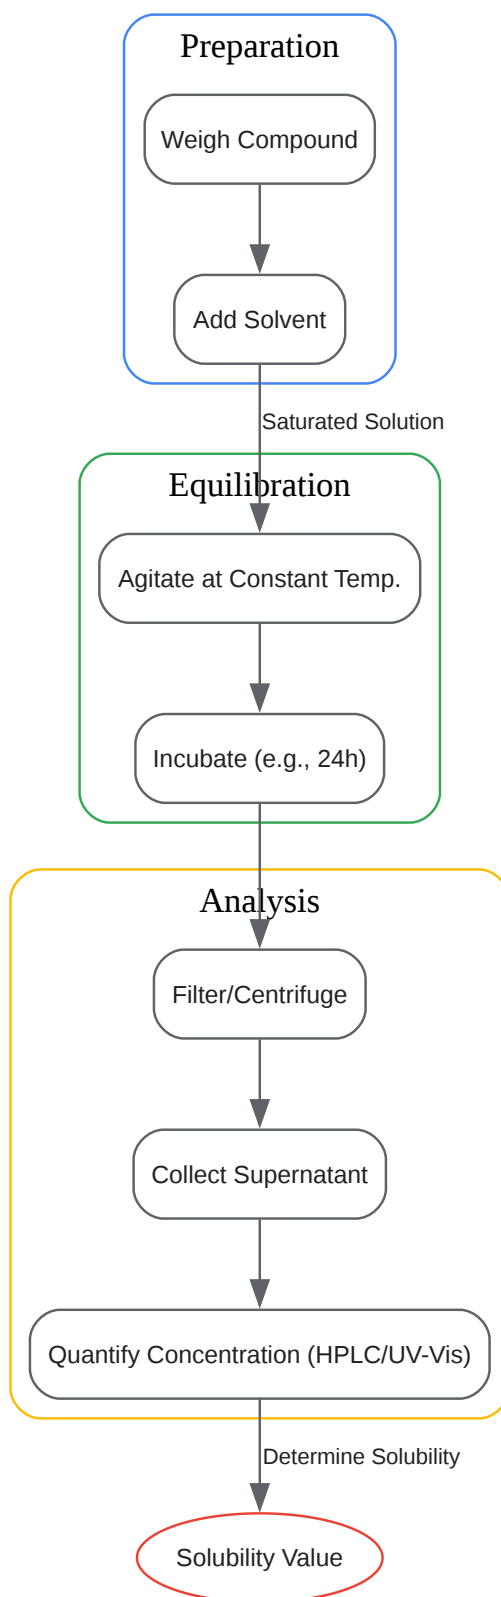 Preparation
Weigh Compound
Add Solvent
Saturated Solution
Equilibration
Agitate at Constant Temp.
Incubate (e.g., 24h)
Analysis
Filter/Centrifuge
Collect Supernatant
Quantify Concentration (HPLC/UV-Vis)
Determine Solubility
Solubility Value